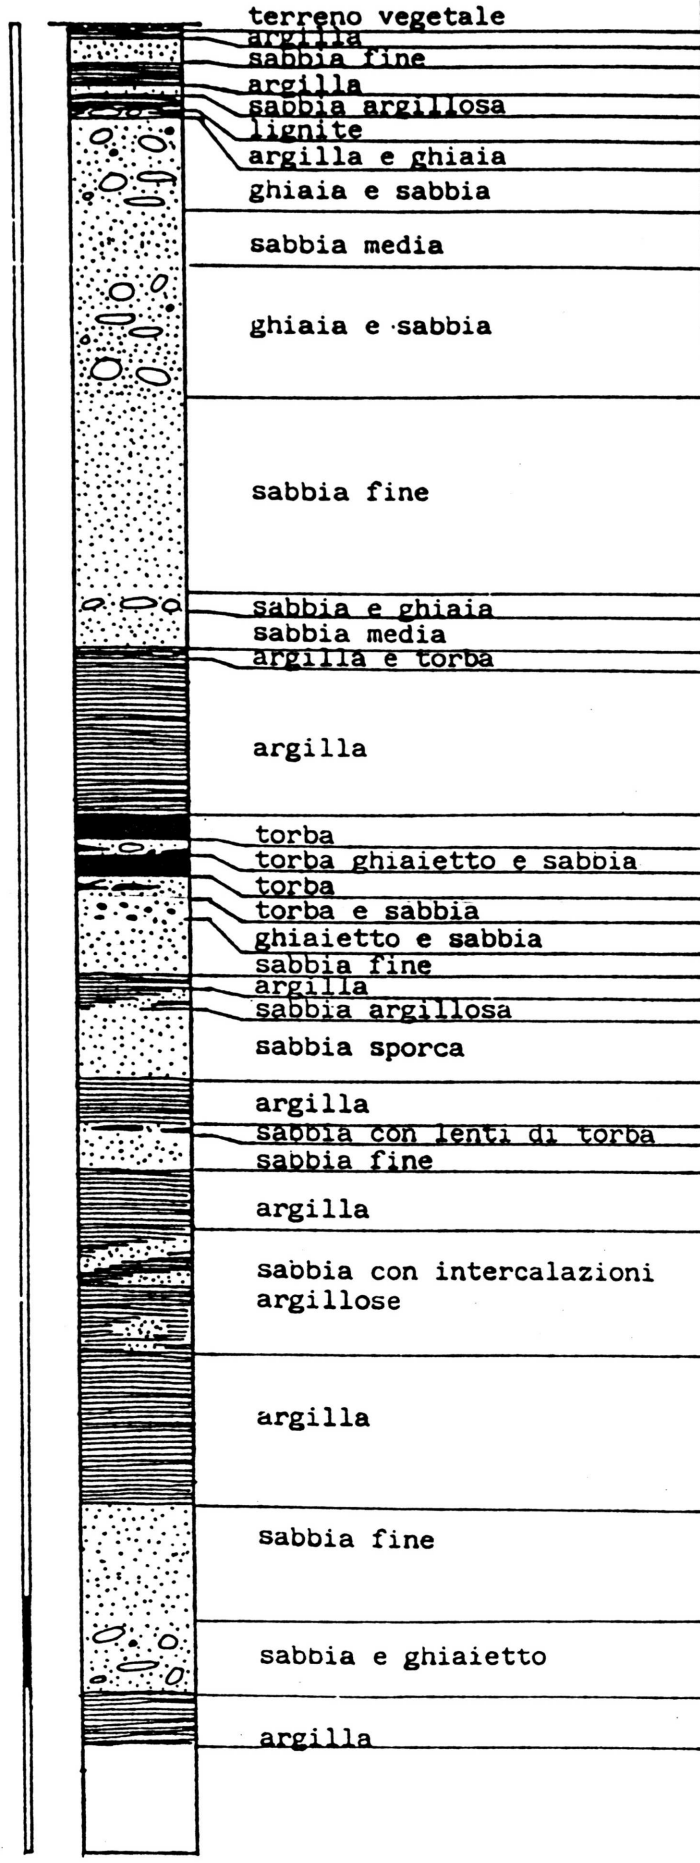 terreno vegetale
argilla
sabbia fine
argilla
sabbia argillosa
lignite
argilla e ghiaia
ghiaia e sabbia
sabbia media
ghiaia e sabbia
sabbia fine
sabbia e ghiaia
sabbia media
argilla e torba
argilla
torba
torba ghiaietto e sabbia
torba
torba e sabbia
ghiaietto e sabbia
sabbia fine
argilla
sabbia argillosa
sabbia sporca
argilla
sabbia con lenti di torba
sabbia fine
argilla
sabbia con intercalazioni
argillose
argilla
sabbia fine
sabbia e ghiaietto
argilla